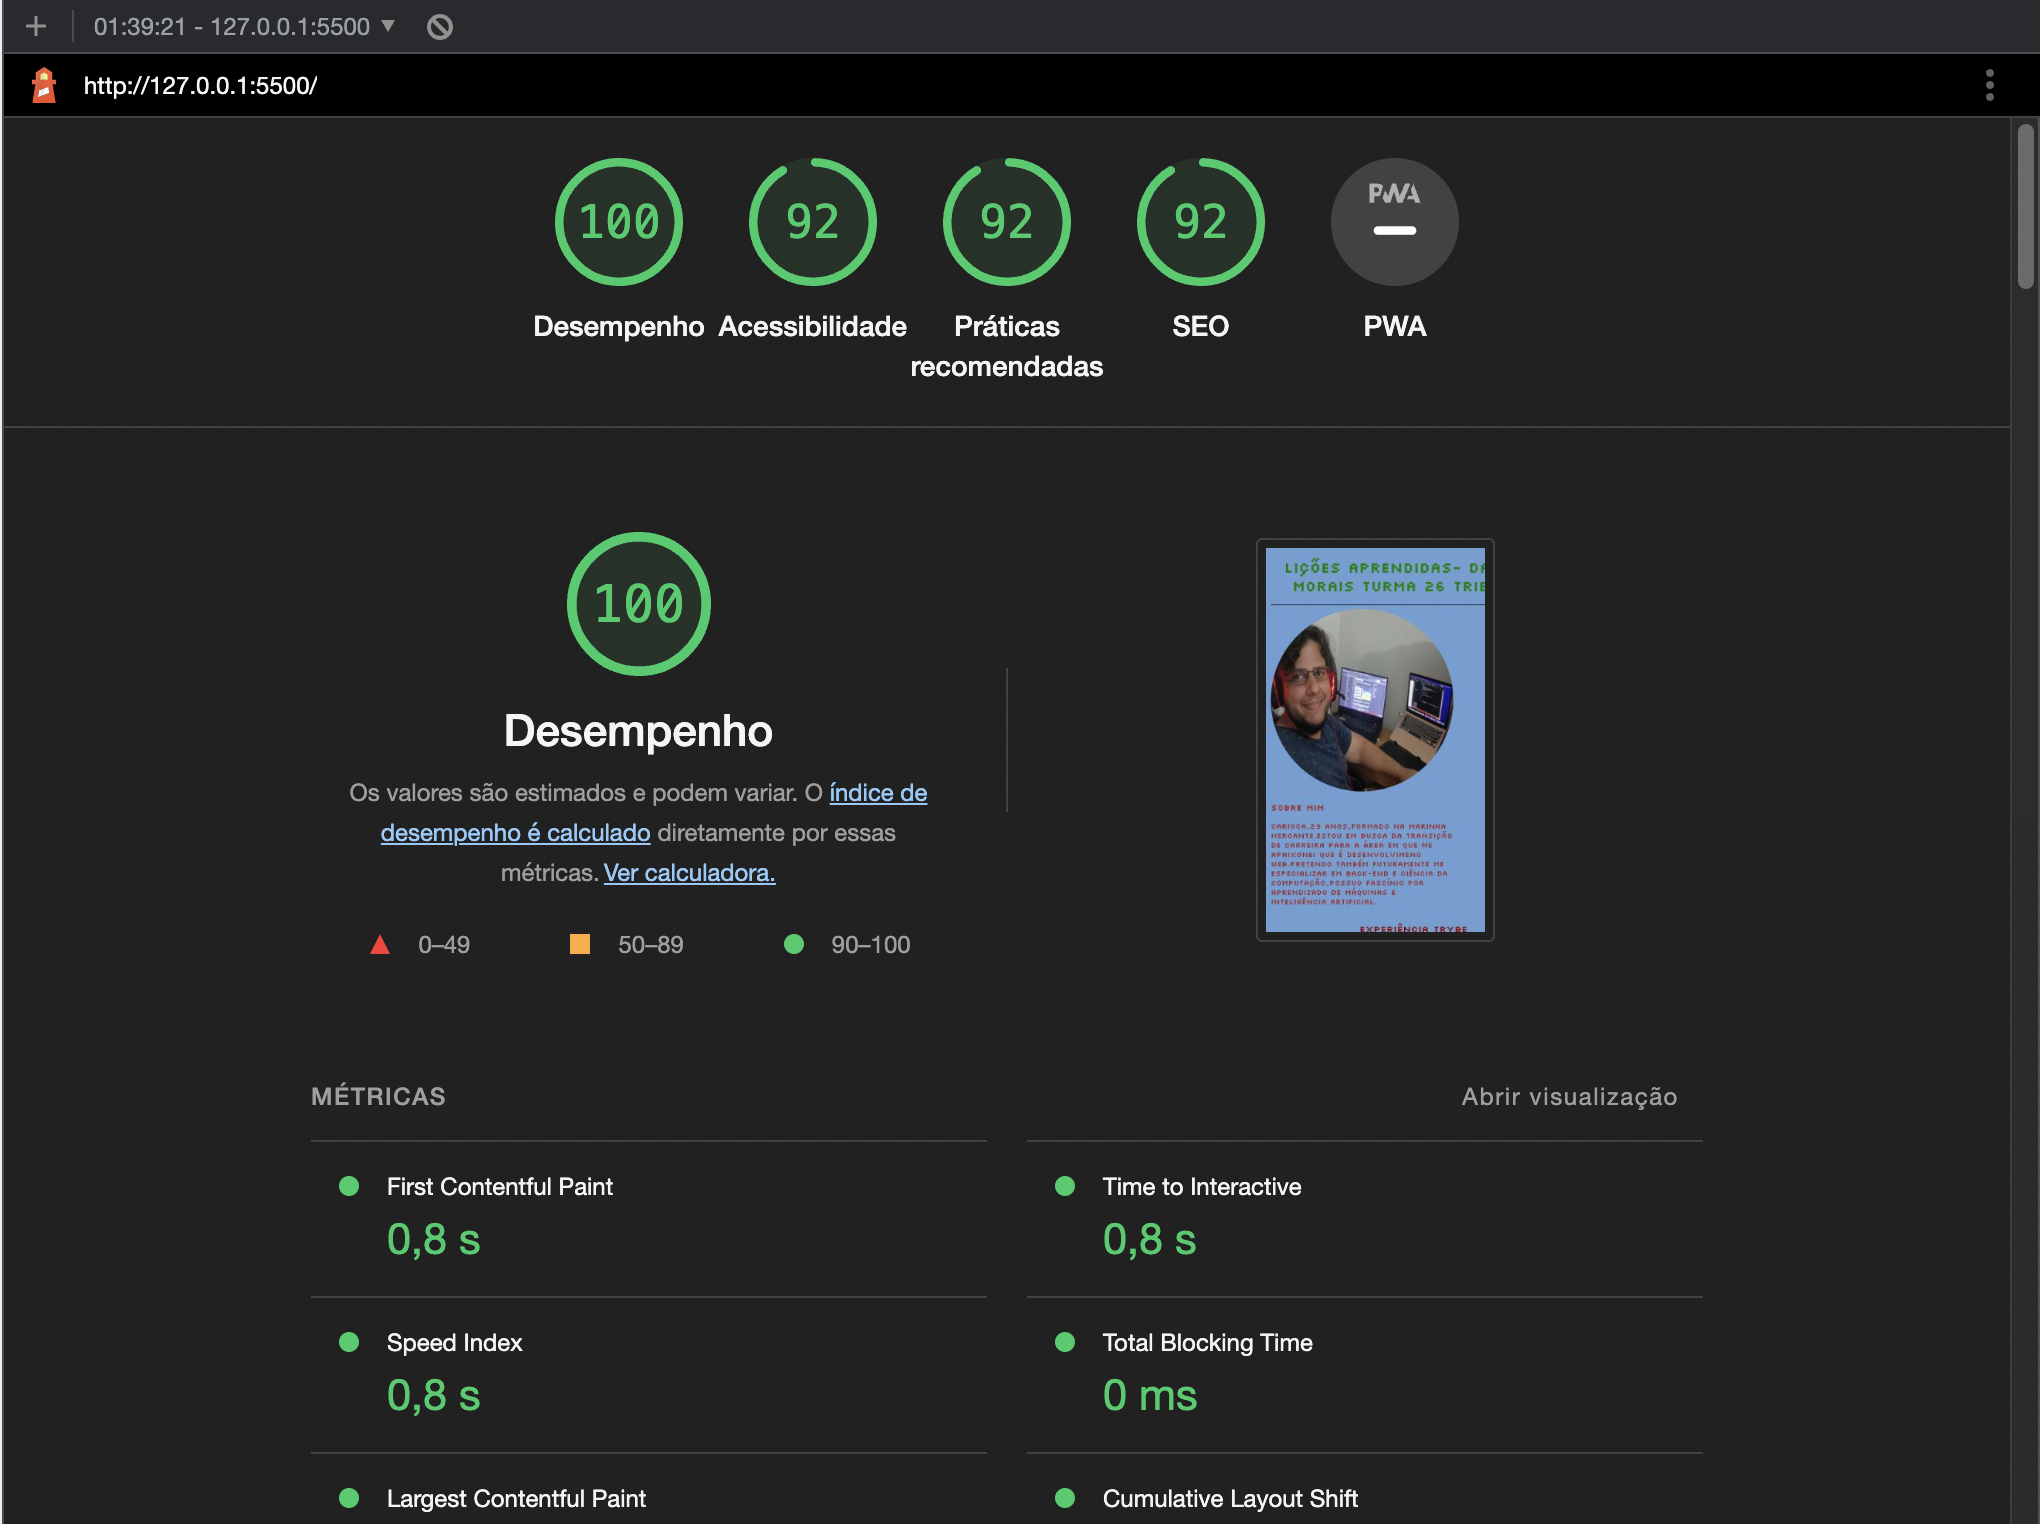 01:39:21 - 127.0.0.1:5500
http://127.0.0.1:5500/
100
92
92
92
PWA
Desempenho
Acessibilidade
Práticas
recomendadas
SEO
PWA
100
Desempenho
Os valores são estimados e podem variar. O índice de
desempenho é calculado diretamente por essas
métricas. Ver calculadora.
0–49
50–89
90–100
LIÇÕES APRENDIDAS- DA
MORAIS TURMA 26 TRIB
SOBRE MIM
CARIOCA,29 ANOS,FORMADO NA MARINHA
MERCANTE.ESTOU EM BUSCA DA TRANSIÇÃO
DE CARREIRA PARA A ÁREA EM QUE ME
APAIXONEI QUE É DESENVOLVIMENO
WEB.PRETENDO TAMBÉM FUTURAMENTE ME
ESPECIALIZAR EM BACK-END E CIÊNCIA DA
COMPUTAÇÃO,POSSUO FASCÍNIO POR
APRENDIZADO DE MÁQUINAS E
INTELIGÊNCIA ARTIFICIAL.
EXPERIÊNCIA TRYBE
MÉTRICAS
Abrir visualização
First Contentful Paint
0,8 s
Time to Interactive
0,8 s
Speed Index
0,8 s
Total Blocking Time
0 ms
Largest Contentful Paint
Cumulative Layout Shift